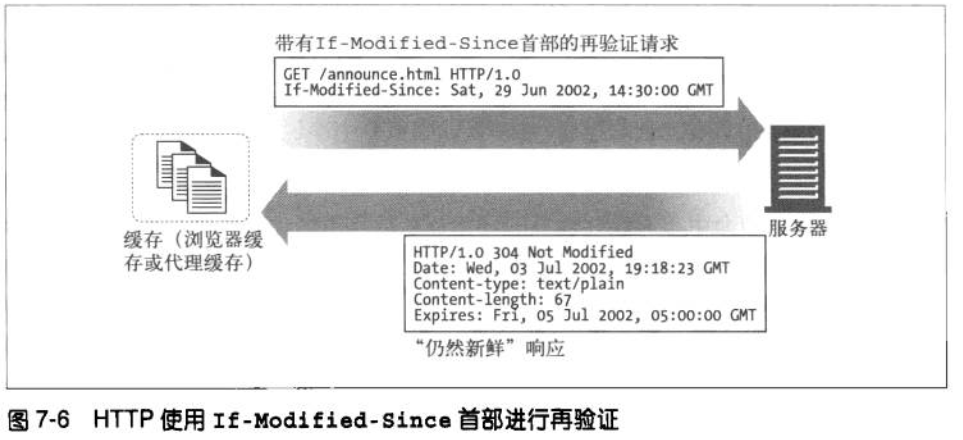 带有If-Modified-Since首部的再验证请求
GET /announce.html HTTP/1.0
If-Modified-Since: Sat, 29 Jun 2002, 14:30:00 GMT
缓存（浏览器缓
存或代理缓存）
服务器
HTTP/1.0 304 Not Modified
Date: Wed, 03 Jul 2002, 19:18:23 GMT
Content-type: text/plain
Content-length: 67
Expires: Fri, 05 Jul 2002, 05:00:00 GMT
“仍然新鲜”响应
图 7-6 HTTP 使用 If-Modified-Since 首部进行再验证